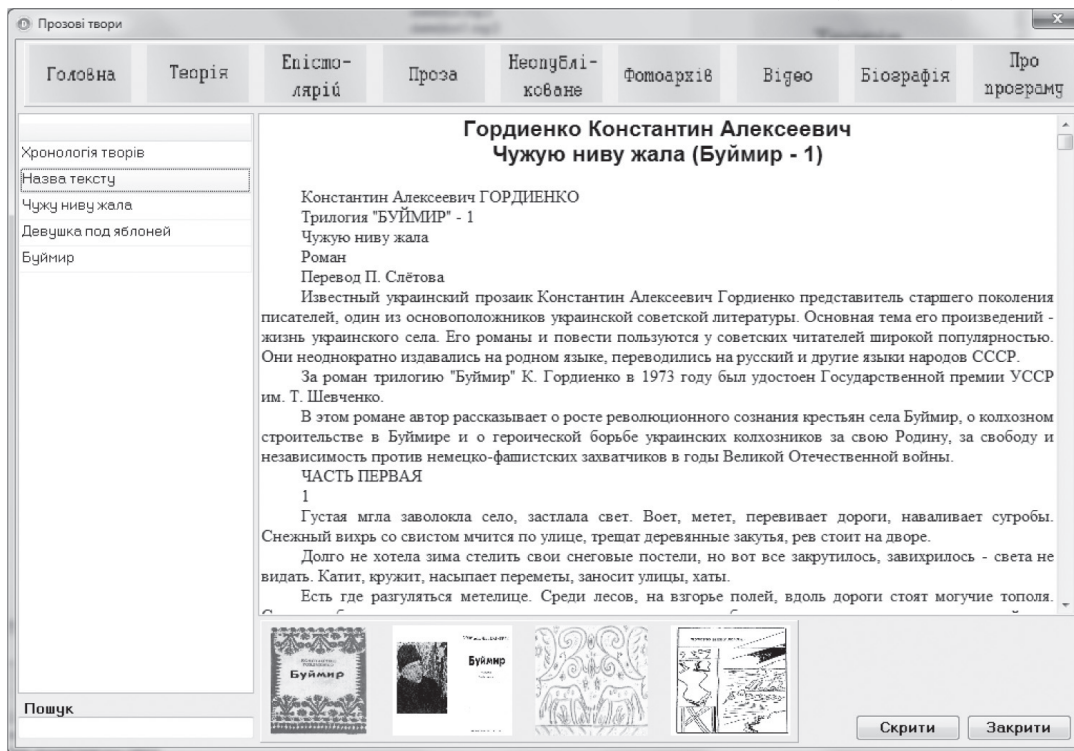 Прозові твори
Головна
Теорія
Епісто-
лярій
Проза
Неопублі-
коване
Фотоархів
Відео
Біографія
Про
програму
Хронологія творів
Назва тексту
Чужу ниву жала
Девушка под яблоней
Буймир
Пошук
Гордиенко Константин Алексеевич
Чужую ниву жала (Буймир - 1)
Константин Алексеевич ГОРДИЕНКО
Трилогия "БУЙМИР" - 1
Чужую ниву жала
Роман
Перевод П. Слётова
Известный украинский прозаик Константин Алексеевич Гордиенко представитель старшего поколения
писателей, один из основоположников украинской советской литературы. Основная тема его произведений -
жизнь украинского села. Его романы и повести пользуются у советских читателей широкой популярностью.
Они неоднократно издавались на родном языке, переводились на русский и другие языки народов СССР.
За роман трилогию "Буймир" К. Гордиенко в 1973 году был удостоен Государственной премии УССР
им. Т. Шевченко.
В этом романе автор рассказывает о росте революционного сознания крестьян села Буймир, о колхозном
строительстве в Буймире и о героической борьбе украинских колхозников за свою Родину, за свободу и
независимость против немецко-фашистских захватчиков в годы Великой Отечественной войны.
ЧАСТЬ ПЕРВАЯ
1
Густая мгла заволокла село, застлала свет. Воет, метет, перевивает дороги, наваливает сугробы.
Снежный вихрь со свистом мчится по улице, трещат деревянные закутья, рев стоит на дворе.
Долго не хотела зима стелить свои снеговые постели, но вот все закрутилось, завихрилось - света не
видать. Катит, кружит, насыпает переметы, заносит улицы, хаты.
Есть где разгуляться метелице. Среди лесов, на взгорье полей, вдоль дороги стоят могучие тополя.
Буймир
Буймир
Скрити
Закрити